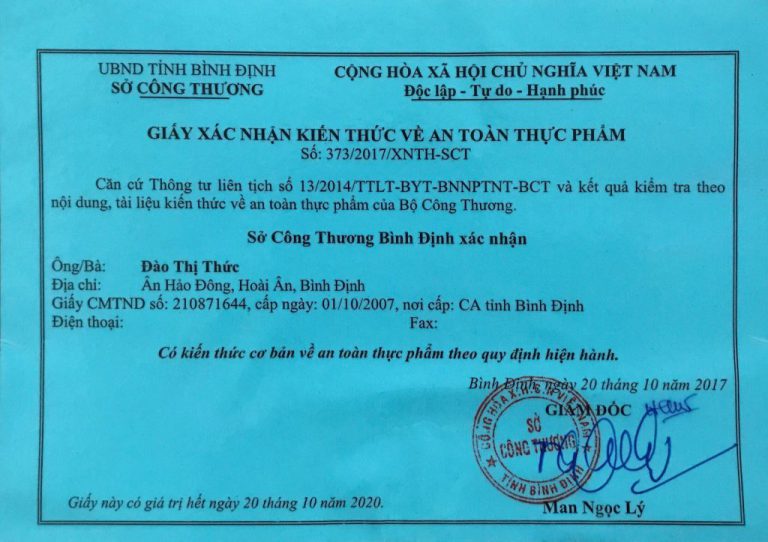 UBND TỈNH BÌNH ĐỊNH
SỞ CÔNG THƯƠNG
CỘNG HÒA XÃ HỘI CHỦ NGHĨA VIỆT NAM
Độc lập - Tự do - Hạnh phúc
GIẤY XÁC NHẬN KIẾN THỨC VỀ AN TOÀN THỰC PHẨM
Số: 373/2017/XNTH-SCT
Căn cứ Thông tư liên tịch số 13/2014/TTLT-BYT-BNNPTNT-BCT và kết quả kiểm tra theo
nội dung, tài liệu kiến thức về an toàn thực phẩm của Bộ Công Thương.
Sở Công Thương Bình Định xác nhận
Ông/Bà: Đào Thị Thức
Địa chỉ: Ân Hảo Đông, Hoài Ân, Bình Định
Giấy CMTND số: 210871644, cấp ngày: 01/10/2007, nơi cấp: CA tỉnh Bình Định
Điện thoại: Fax:
Có kiến thức cơ bản về an toàn thực phẩm theo quy định hiện hành.
Bình Định, ngày 20 tháng 10 năm 2017
GIÁM ĐỐC
CỘNG HÒA X.H.C.N VIỆT NAM
SỞ
CÔNG THƯƠNG
TỈNH BÌNH ĐỊNH
Man Ngọc Lý
Giấy này có giá trị hết ngày 20 tháng 10 năm 2020.